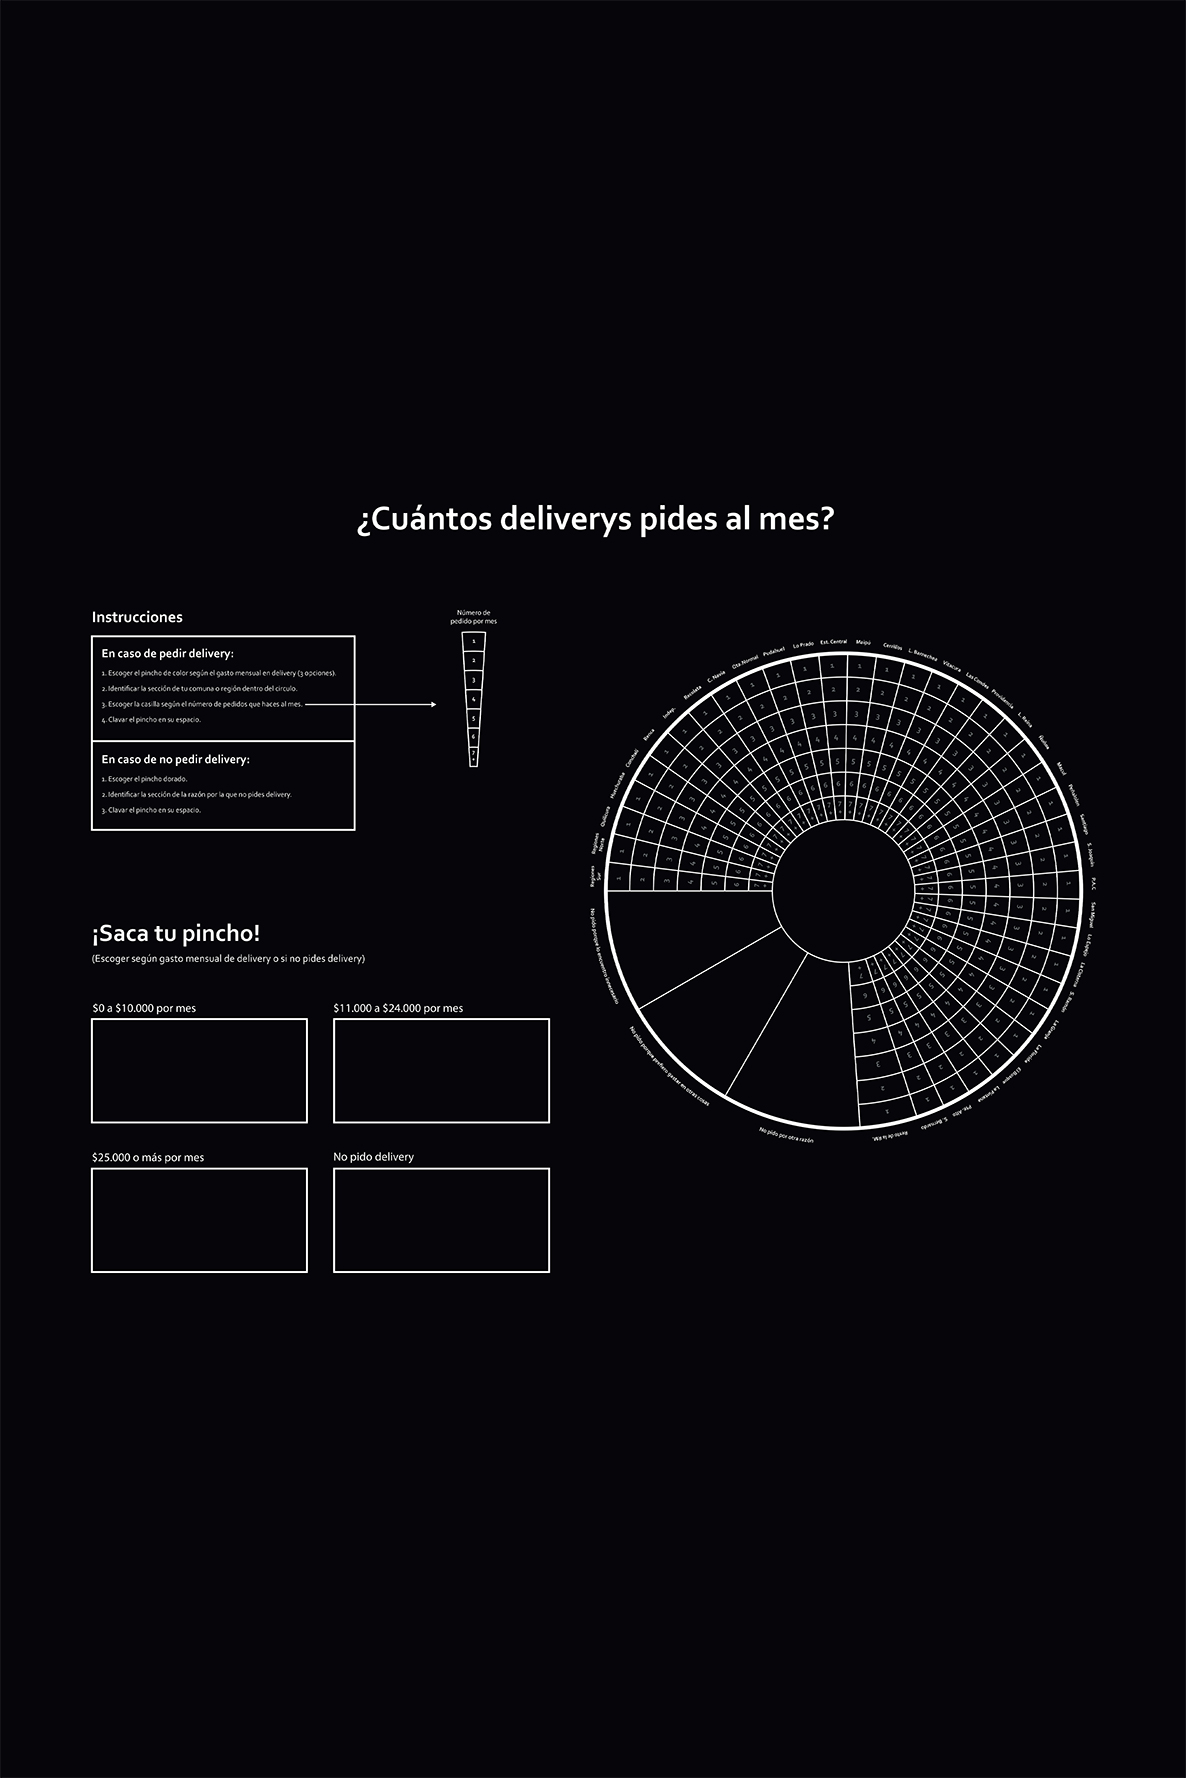 ¿Cuántos deliverys pides al mes?
Instrucciones
En caso de pedir delivery:
1. Escoger el pincho de color según el gasto mensual en delivery (3 opciones).
2. Identificar la sección de tu comuna o región dentro del círculo.
3. Escoger la casilla según el número de pedidos que haces al mes.
4. Clavar el pincho en su espacio.
En caso de no pedir delivery:
1. Escoger el pincho dorado.
2. Identificar la sección de la razón por la que no pides delivery.
3. Clavar el pincho en su espacio.
Número de
pedido por mes
1
2
3
4
5
6
7
+
¡Saca tu pincho!
(Escoger según gasto mensual de delivery o si no pides delivery)
$0 a $10.000 por mes
$11.000 a $24.000 por mes
$25.000 o más por mes
No pido delivery
Regiones
Sur
Regiones
Norte
Quilicura
Huechuraba
Conchalí
Renca
Indep.
Recoleta
C. Navia
Qta. Normal
Pudahuel
Lo Prado
Est. Central
Maipú
Cerrillos
L. Barnechea
Vitacura
Las Condes
Providencia
L. Reina
Ñuñoa
Macul
Peñalolén
Santiago
S. Joaquín
P.A.C
San Miguel
Lo Espejo
La Cisterna
S. Ramón
La Granja
La Florida
El Bosque
La Pintana
Pte. Alto
S. Bernardo
Resto de la RM.
No pido por otra razón
No pido porque prefiero gastar en otras cosas
No pido porque lo encuentro innecesario